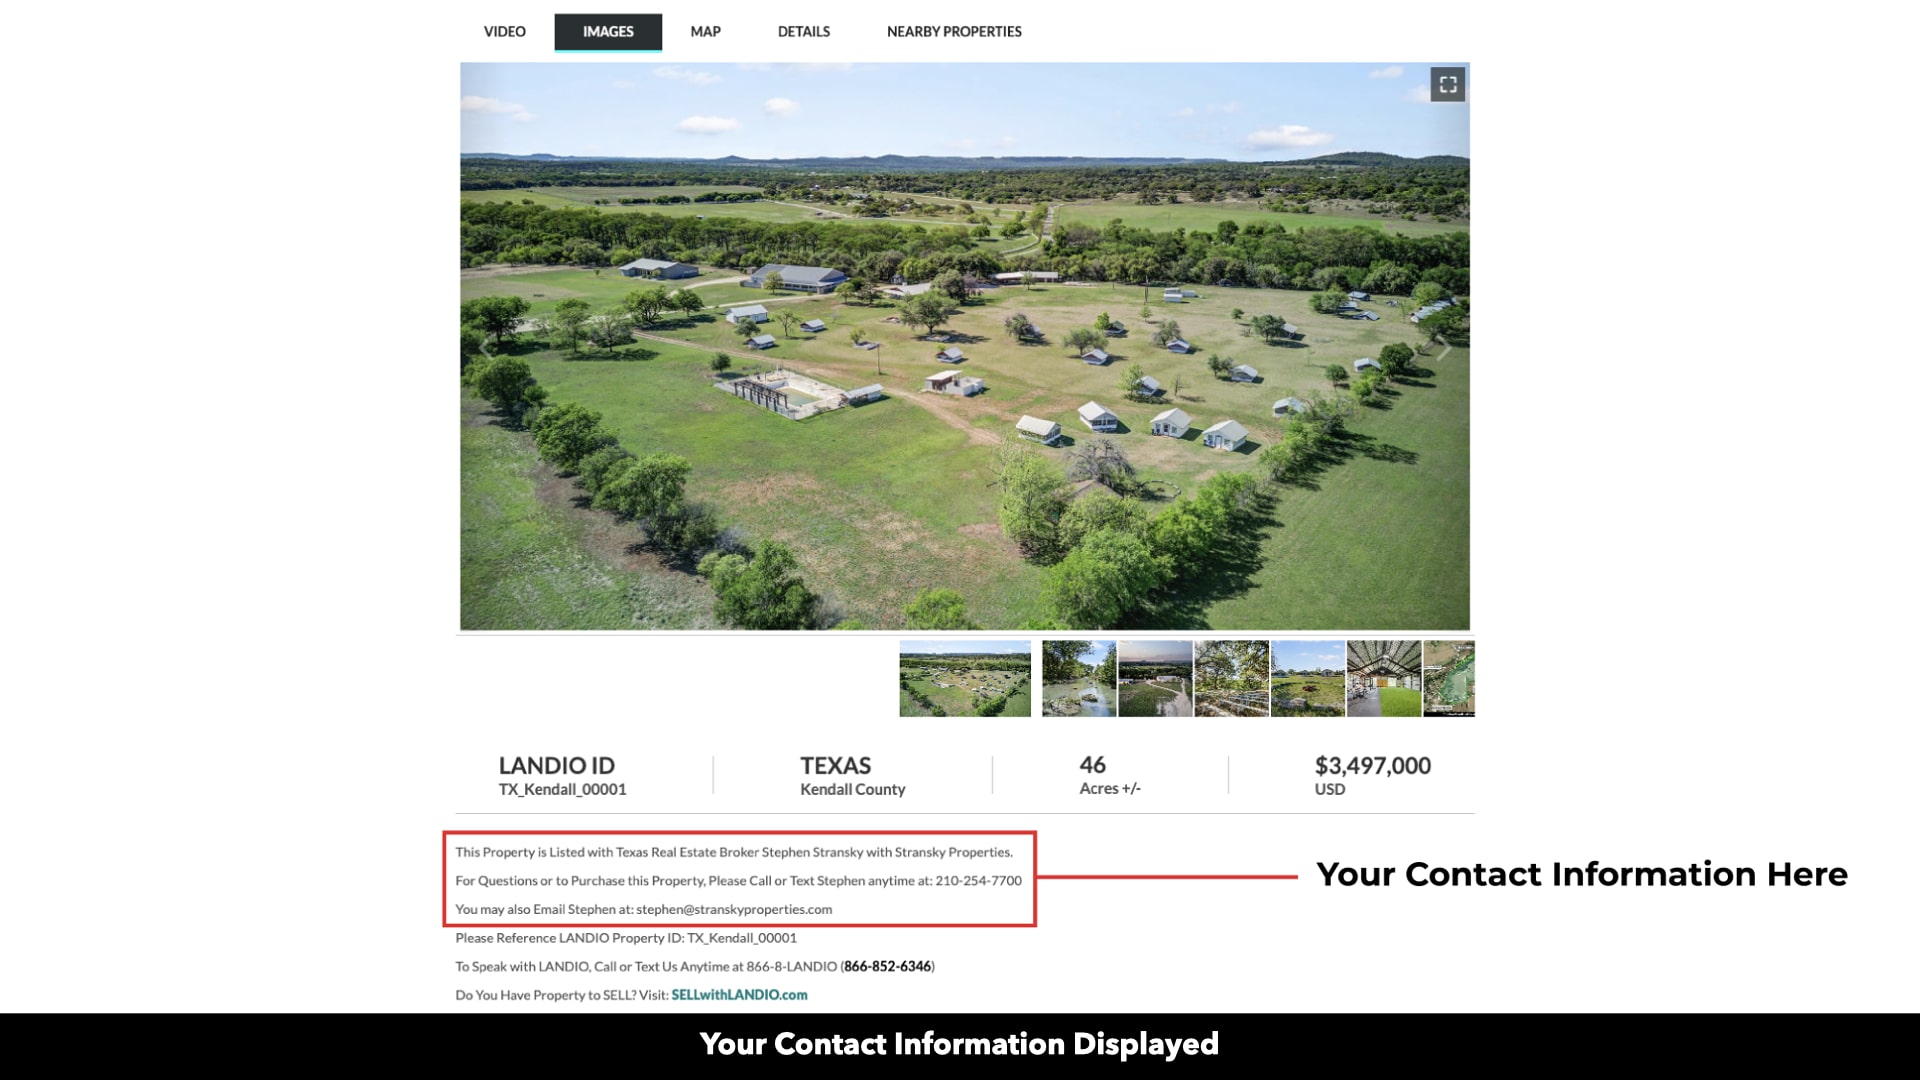 VIDEO IMAGES MAP DETAILS NEARBY PROPERTIES
LANDIO ID TEXAS 46 $3,497,000
TX_Kendall_00001 Kendall County Acres +/- USD
This Property is Listed with Texas Real Estate Broker Stephen Stransky with Stransky Properties.
For Questions or to Purchase this Property, Please Call or Text Stephen anytime at: 210-254-7700
Your Contact Information Here
You may also Email Stephen at: stephen@stranskyproperties.com
Please Reference LANDIO Property ID: TX_Kendall_00001
To Speak with LANDIO, Call or Text Us Anytime at 866-8-LANDIO (866-852-6346)
Do You Have Property to SELL? Visit: SELLwithLANDIO.com
Your Contact Information Displayed